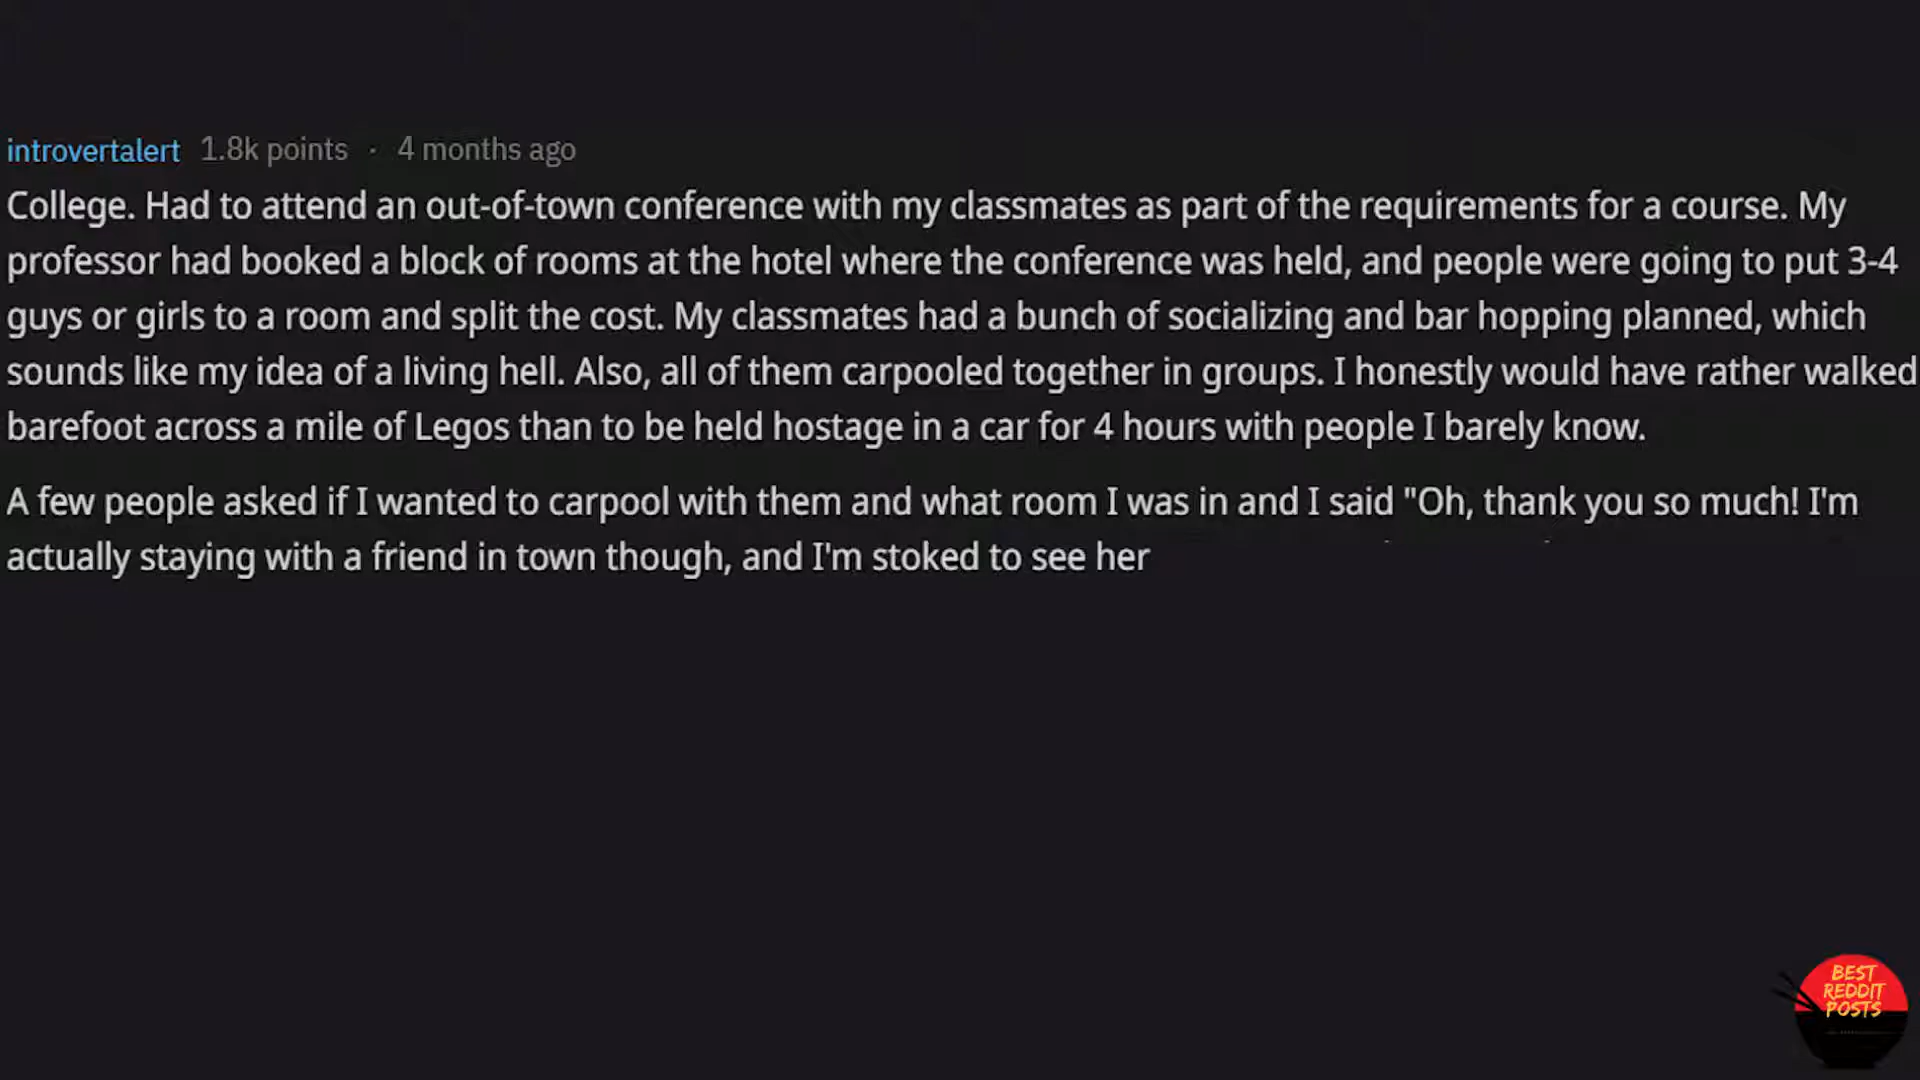 introvertalert 1.8k points · 4 months ago
College. Had to attend an out-of-town conference with my classmates as part of the requirements for a course. My
professor had booked a block of rooms at the hotel where the conference was held, and people were going to put 3-4
guys or girls to a room and split the cost. My classmates had a bunch of socializing and bar hopping planned, which
sounds like my idea of a living hell. Also, all of them carpooled together in groups. I honestly would have rather walked
barefoot across a mile of Legos than to be held hostage in a car for 4 hours with people I barely know.
A few people asked if I wanted to carpool with them and what room I was in and I said "Oh, thank you so much! I'm
actually staying with a friend in town though, and I'm stoked to see her
BEST
REDDIT
POSTS